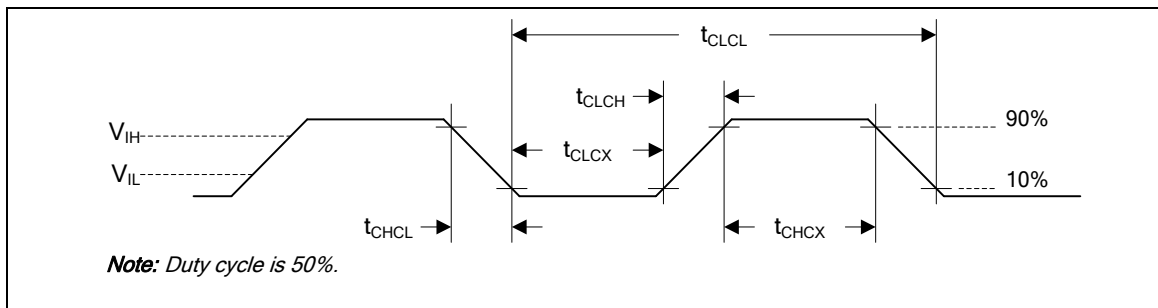 tCLCL
tCLCH
VIH
90%
tCLCX
VIL
10%
tCHCL
tCHCX
Note: Duty cycle is 50%.